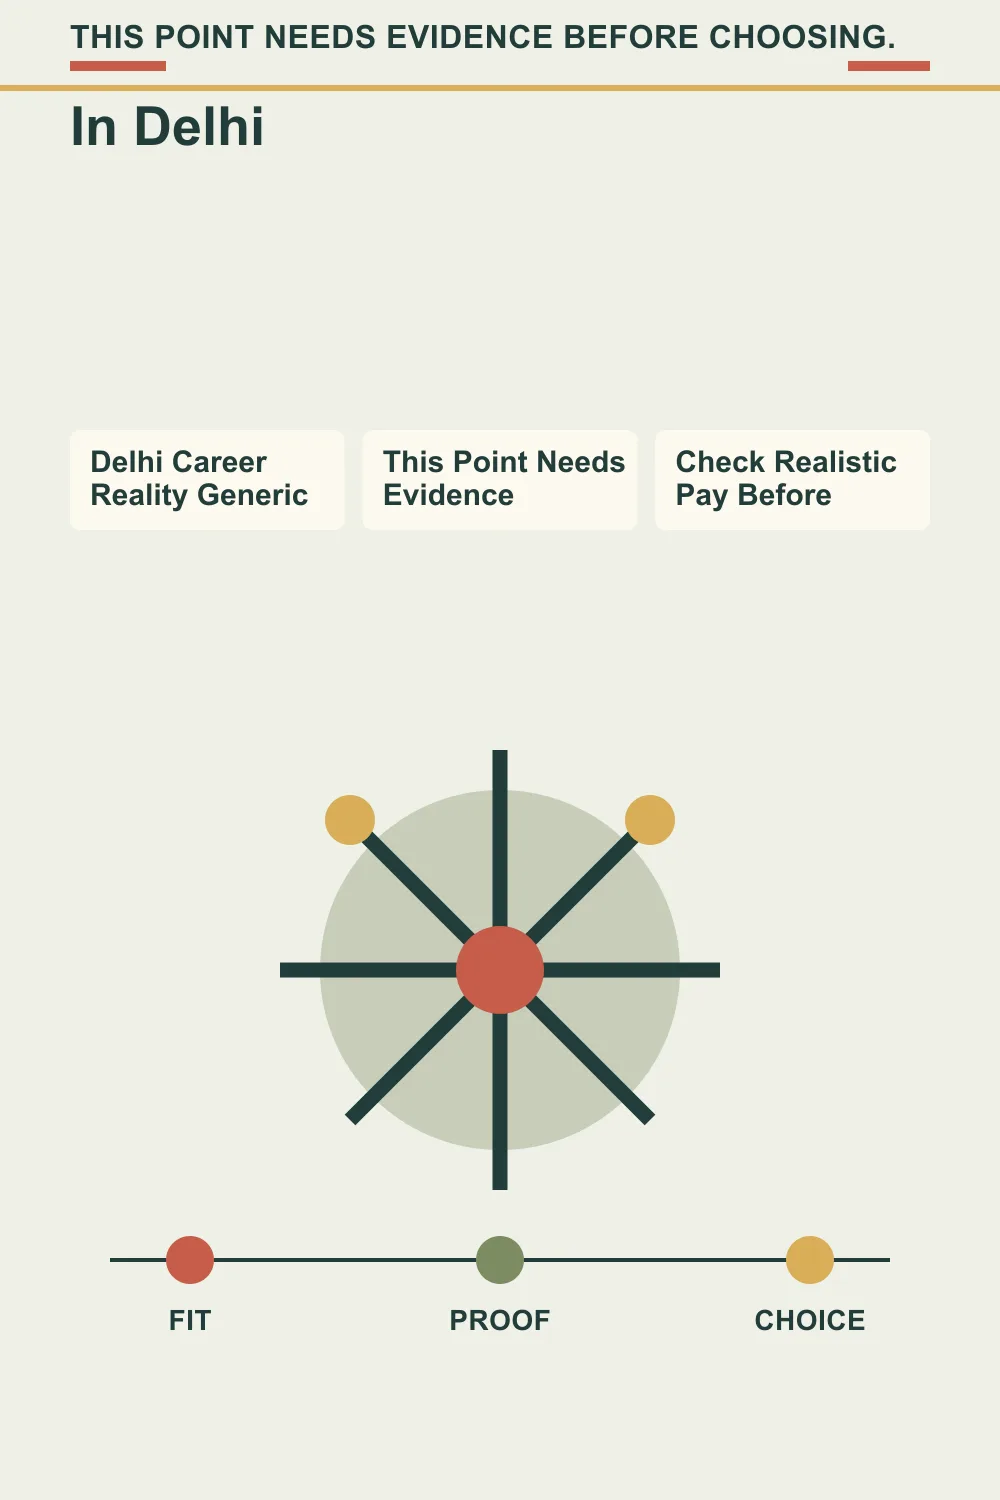 THIS POINT NEEDS EVIDENCE BEFORE CHOOSING.
In Delhi
Delhi Career
Reality Generic
This Point Needs
Evidence
Check Realistic
Pay Before
FIT
PROOF
CHOICE